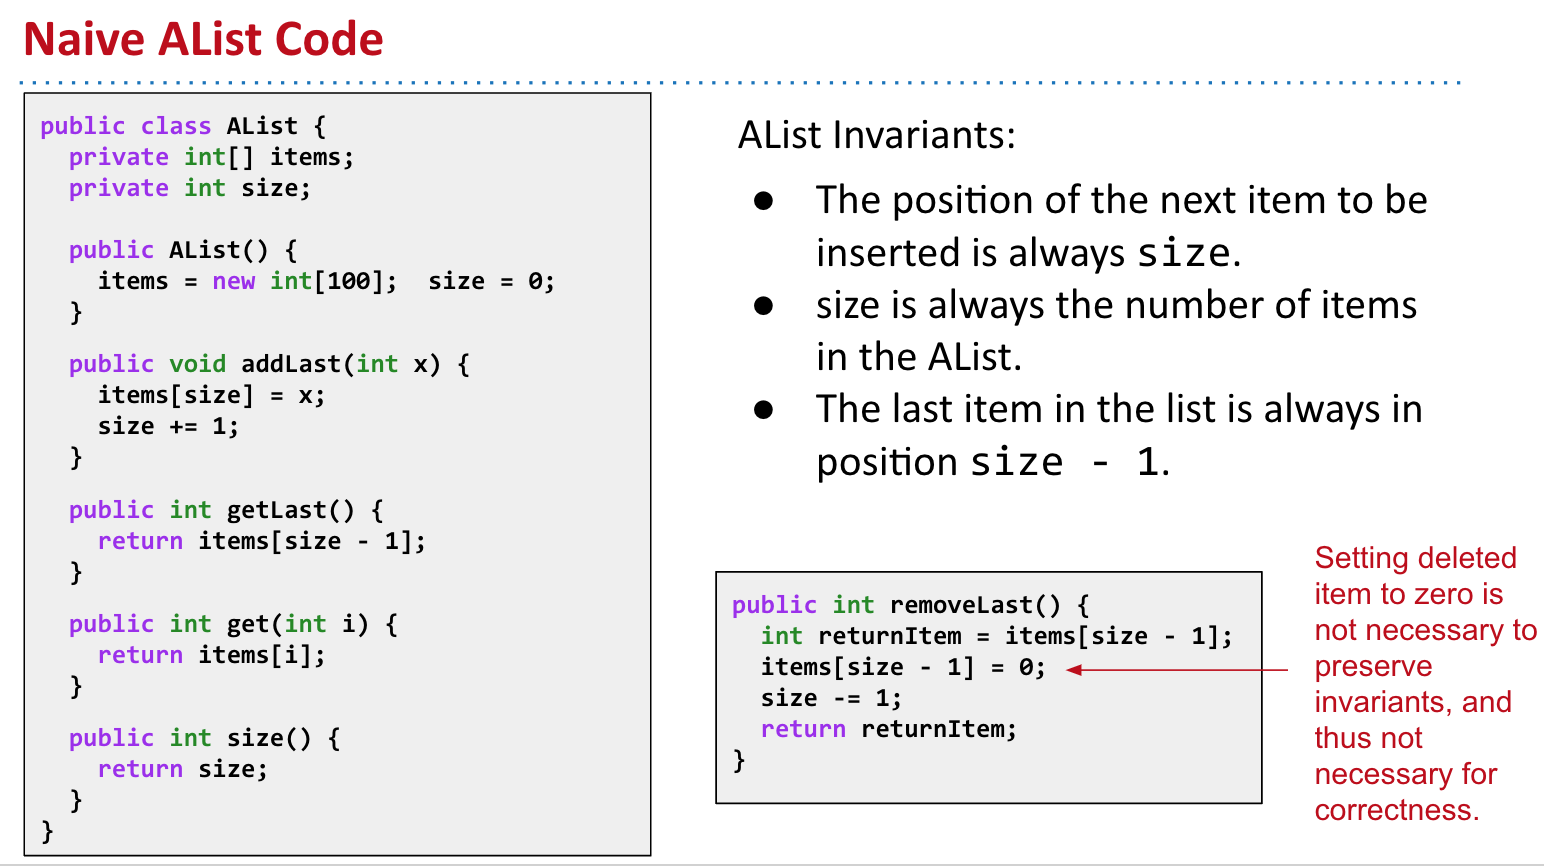 Naive AList Code
public class AList {
private int[] items;
private int size;
public AList() {
items = new int[100];  size = 0;
}
public void addLast(int x) {
items[size] = x;
size += 1;
}
public int getLast() {
return items[size - 1];
}
public int get(int i) {
return items[i];
}
public int size() {
return size;
}
}
AList Invariants:
● The position of the next item to be
inserted is always size.
● size is always the number of items
in the AList.
● The last item in the list is always in
position size - 1.
public int removeLast() {
int returnItem = items[size - 1];
items[size - 1] = 0;
size -= 1;
return returnItem;
}
Setting deleted
item to zero is
not necessary to
preserve
invariants, and
thus not
necessary for
correctness.